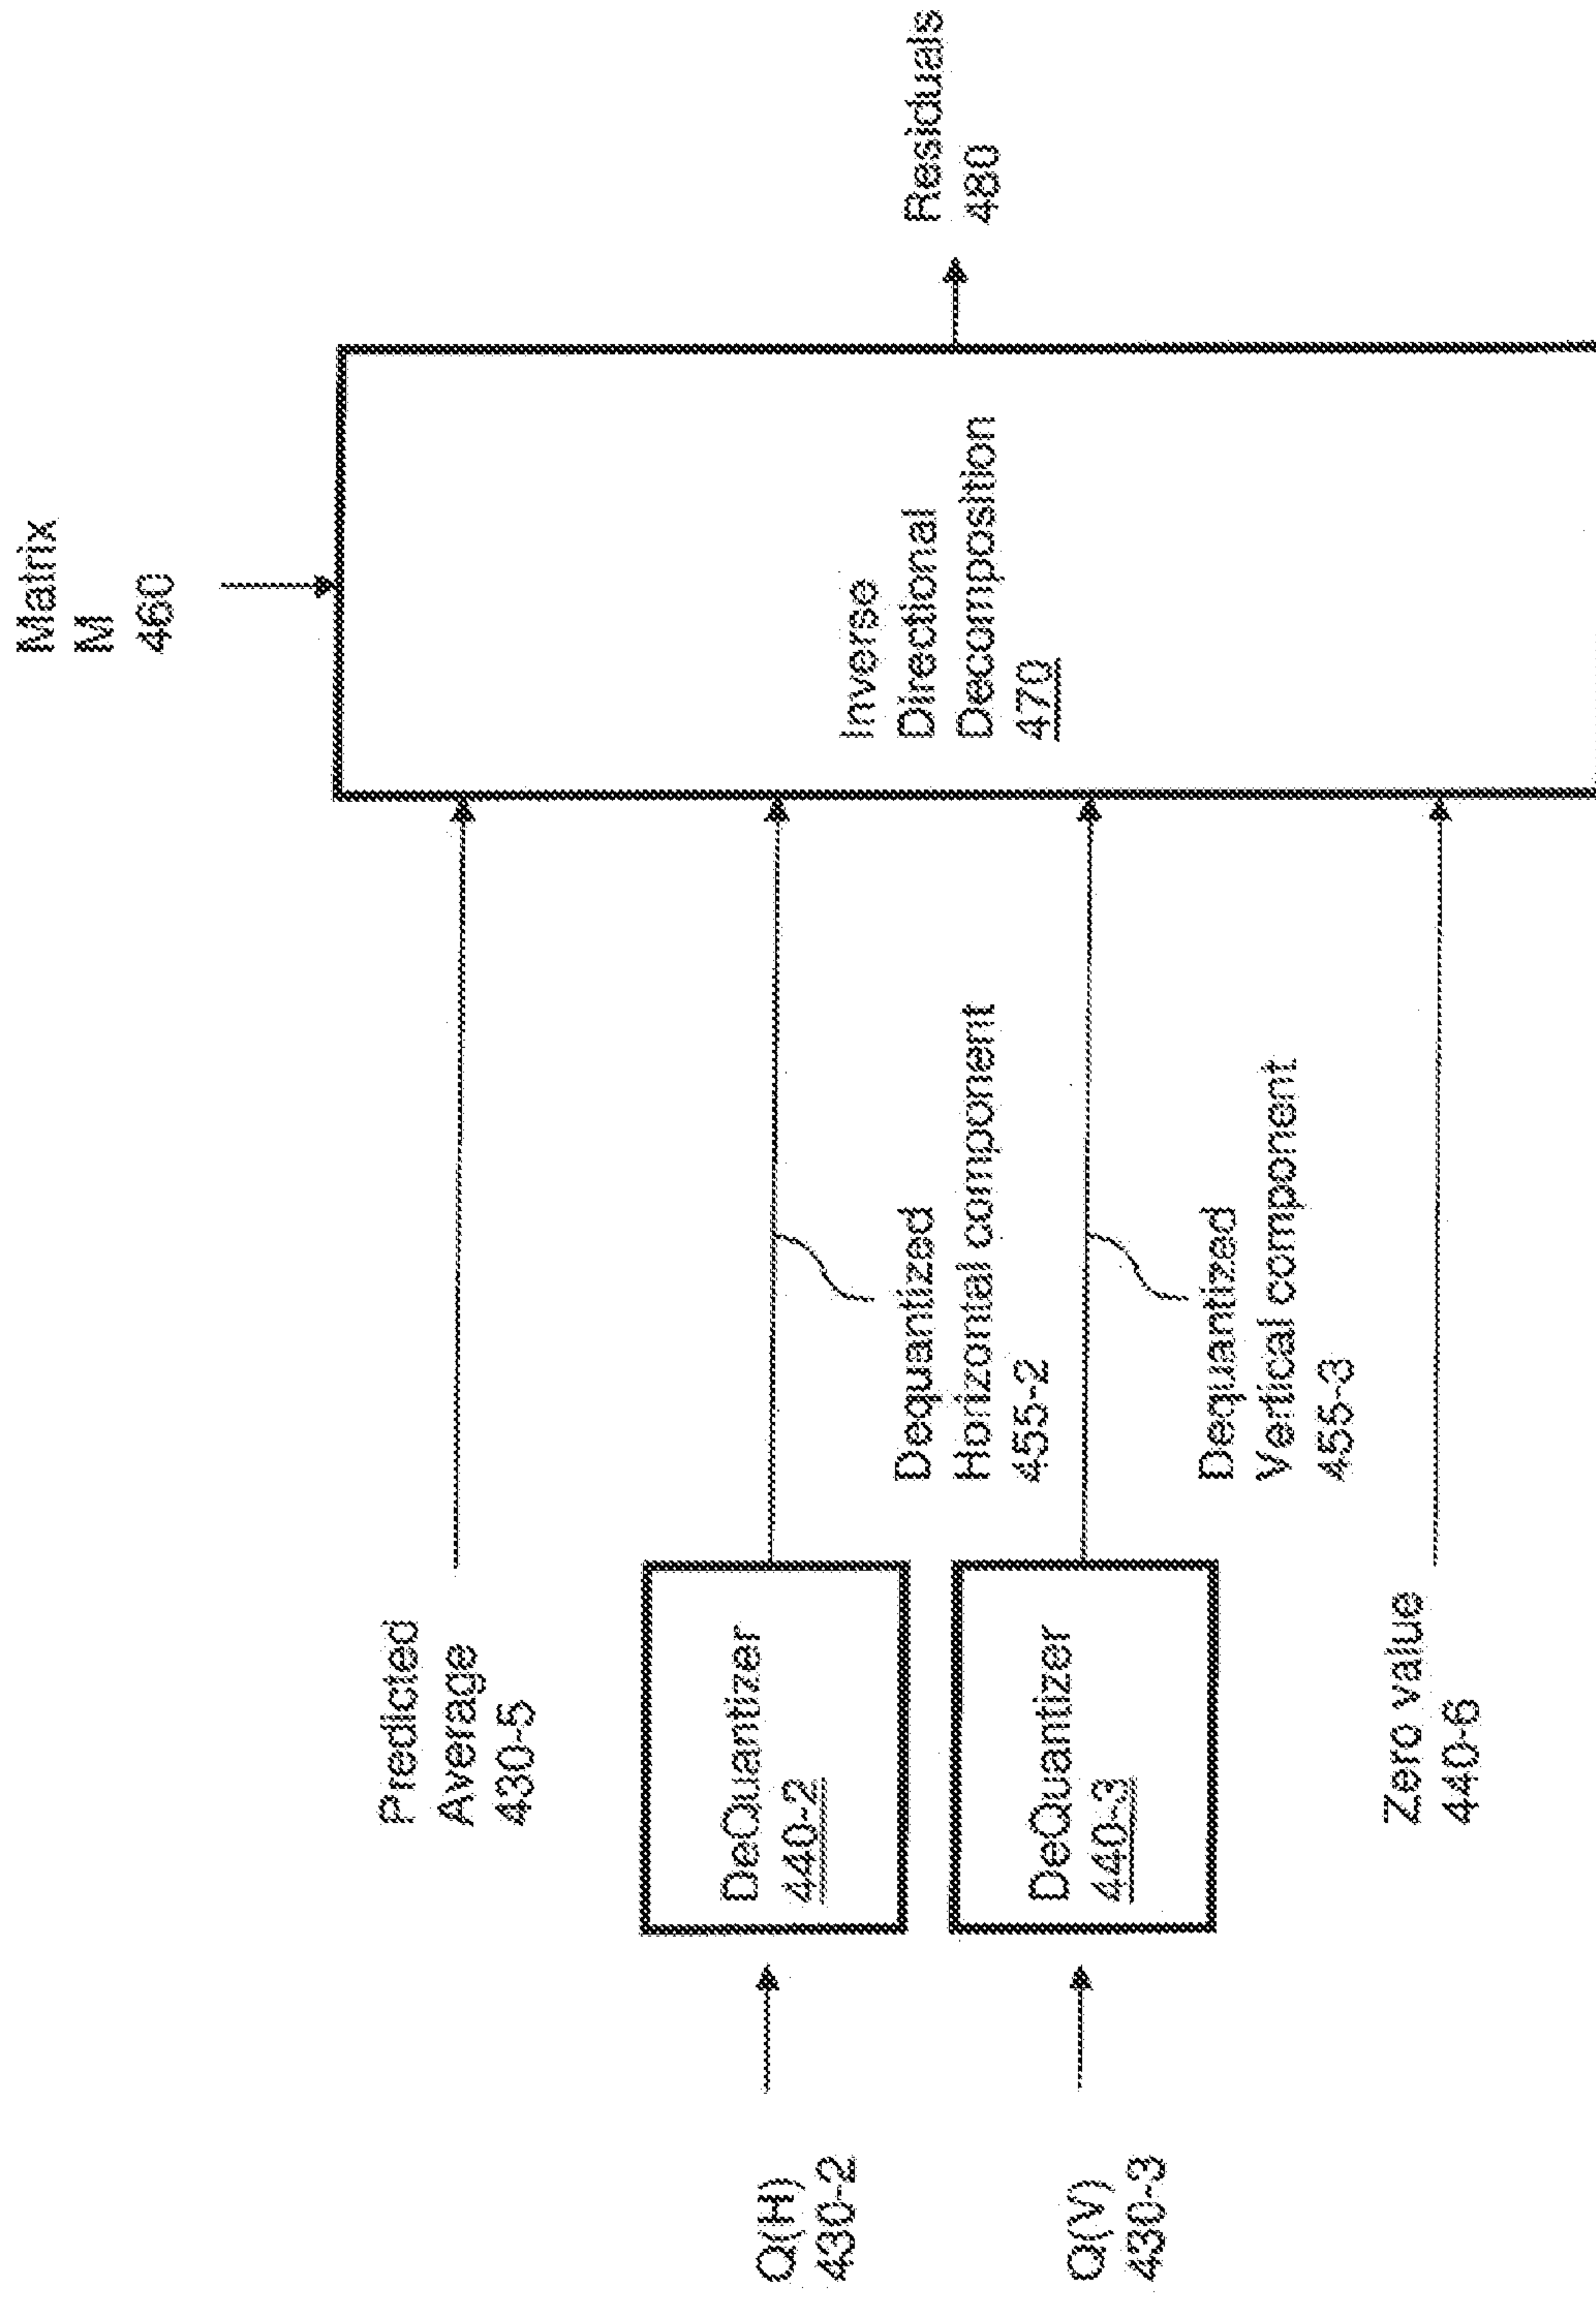 Matrix
M
460
Predicted
Average
430-5
Q(H)
430-2
DeQuantizer
440-2
Dequantized
Horizontal component
455-2
Inverse
Directional
Decomposition
470
Residuals
480
Q(V)
430-3
DeQuantizer
440-3
Dequantized
Vertical component
455-3
Zero value
440-6